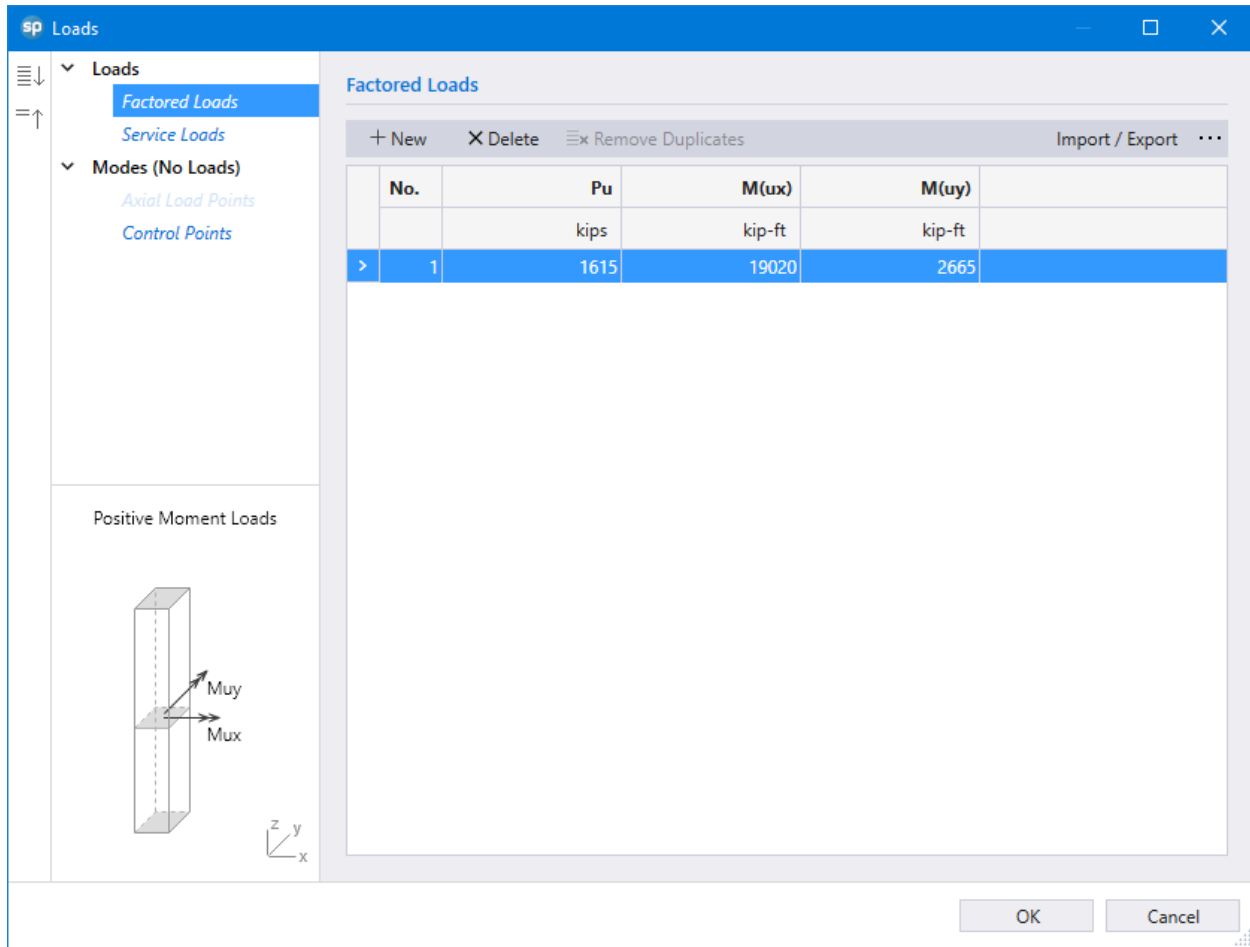 sp Loads
Loads
Factored Loads
Service Loads
Modes (No Loads)
Axial Load Points
Control Points
Positive Moment Loads
Muy
Mux
z
y
x
Factored Loads
New Delete Remove Duplicates Import / Export ...
No. Pu M(ux) M(uy)
kips kip-ft kip-ft
1 1615 19020 2665
OK Cancel